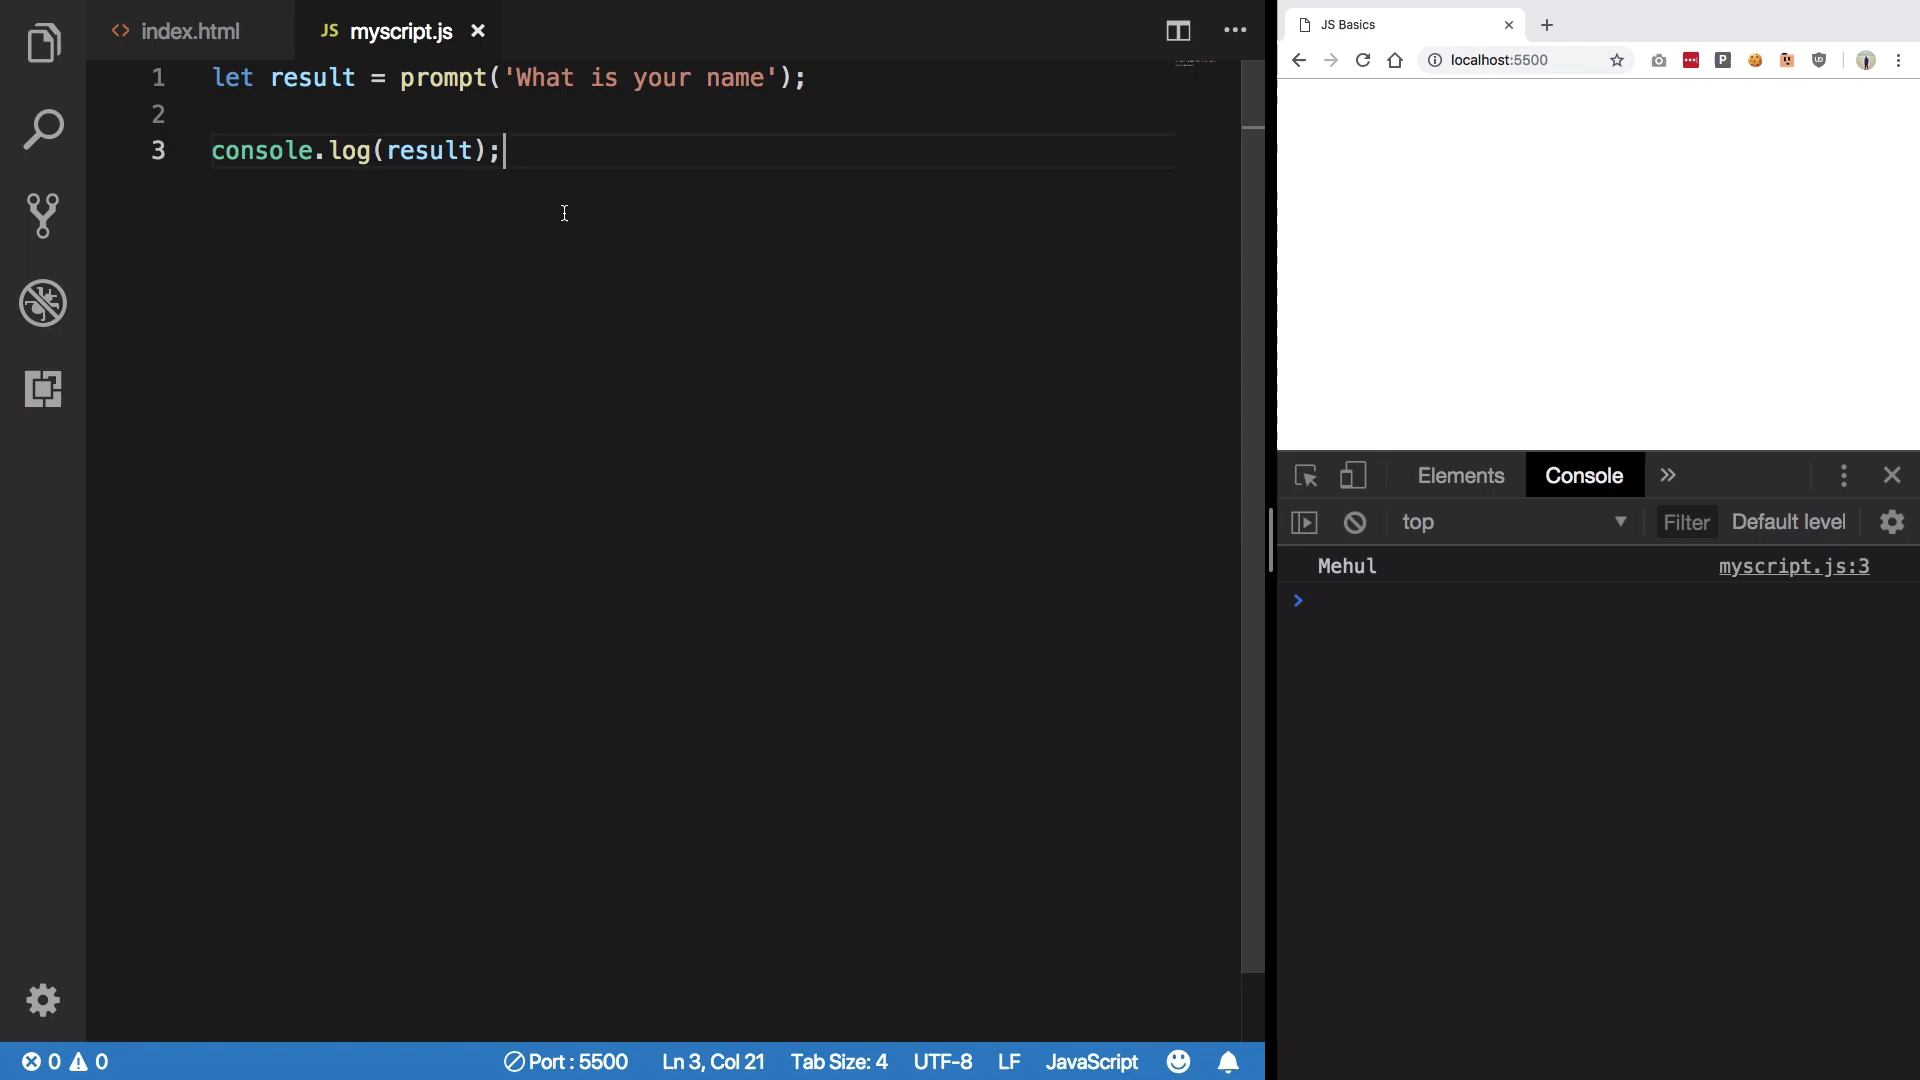 index.html
JS myscript.js
1 let result = prompt('What is your name');
2
3 console.log(result);
0 0 Port : 5500 Ln 3, Col 21 Tab Size: 4 UTF-8 LF JavaScript
JS Basics
localhost:5500
P
Elements Console
top Filter Default level
Mehul myscript.js:3